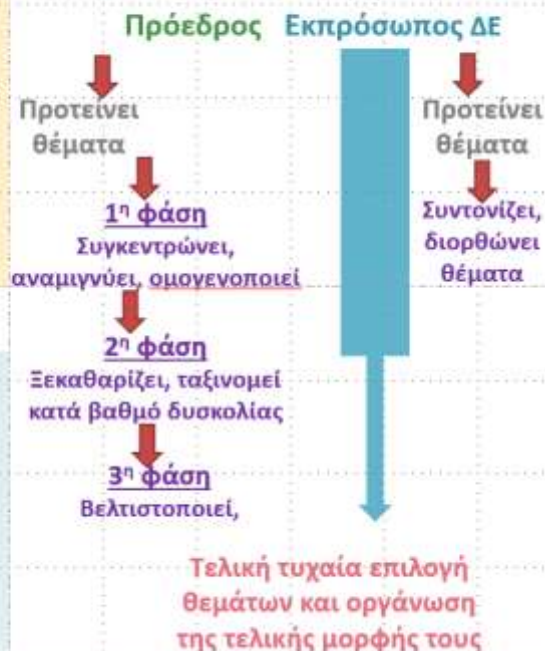 Πρόεδρος Εκπρόσωπος ΔΕ
Προτείνει
θέματα
Προτείνει
θέματα
1η φάση
Συγκεντρώνει,
αναμιγνύει, ομογενοποιεί
Συντονίζει,
διορθώνει
θέματα
2η φάση
Ξεκαθαρίζει, ταξινομεί
κατά βαθμό δυσκολίας
3η φάση
Βελτιστοποιεί,
Τελική τυχαία επιλογή
θεμάτων και οργάνωση
της τελικής μορφής τους